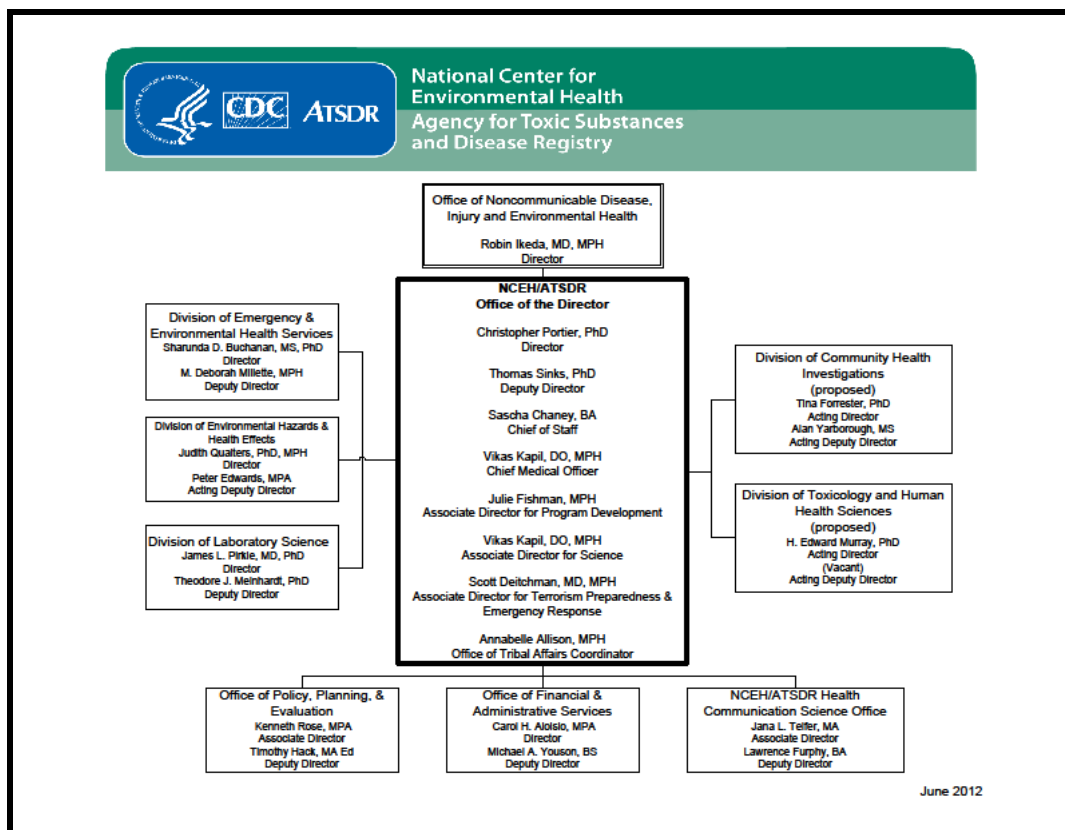 CDC
ATSDR
National Center for
Environmental Health
Agency for Toxic Substances
and Disease Registry
Office of Noncommunicable Disease,
Injury and Environmental Health
Robin Ikeda, MD, MPH
Director
NCEH/ATSDR
Office of the Director
Christopher Portier, PhD
Director
Thomas Sinks, PhD
Deputy Director
Sascha Chaney, BA
Chief of Staff
Vikas Kapil, DO, MPH
Chief Medical Officer
Julie Fishman, MPH
Associate Director for Program Development
Vikas Kapil, DO, MPH
Associate Director for Science
Scott Deitchman, MD, MPH
Associate Director for Terrorism Preparedness &
Emergency Response
Annabelle Allison, MPH
Office of Tribal Affairs Coordinator
Division of Emergency &
Environmental Health Services
Sharunda D. Buchanan, MS, PhD
Director
M. Deborah Millette, MPH
Deputy Director
Division of Environmental Hazards &
Health Effects
Judith Qualters, PhD, MPH
Director
Peter Edwards, MPA
Acting Deputy Director
Division of Laboratory Science
James L. Pirkle, MD, PhD
Director
Theodore J. Meinhardt, PhD
Deputy Director
Division of Community Health
Investigations
(proposed)
Tina Forrester, PhD
Acting Director
Alan Yarborough, MS
Acting Deputy Director
Division of Toxicology and Human
Health Sciences
(proposed)
H. Edward Murray, PhD
Acting Director
(Vacant)
Acting Deputy Director
Office of Policy, Planning, &
Evaluation
Kenneth Rose, MPA
Associate Director
Timothy Hack, MA Ed
Deputy Director
Office of Financial &
Administrative Services
Carol H. Aloisio, MPA
Director
Michael A. Youson, BS
Deputy Director
NCEH/ATSDR Health
Communication Science Office
Jana L. Telfer, MA
Associate Director
Lawrence Furphy, BA
Deputy Director
June 2012